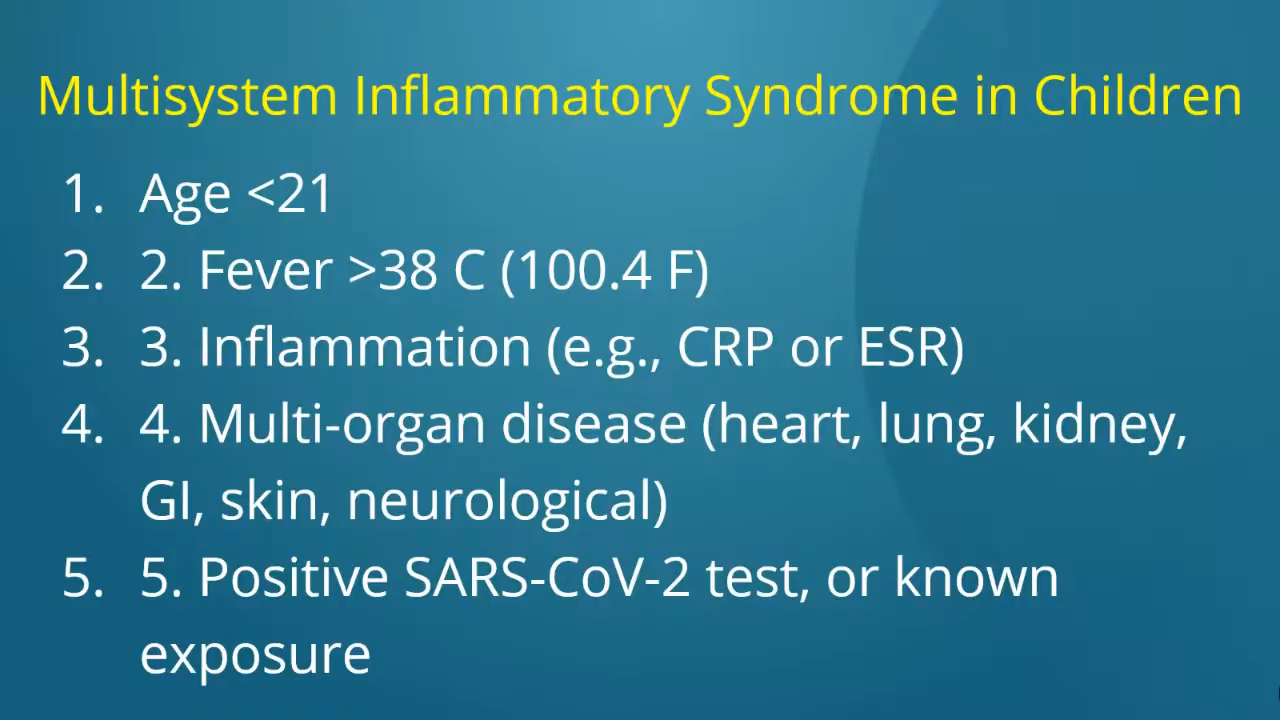 Multisystem Inflammatory Syndrome in Children
1. Age <21
2. 2. Fever >38 C (100.4 F)
3. 3. Inflammation (e.g., CRP or ESR)
4. 4. Multi-organ disease (heart, lung, kidney,
GI, skin, neurological)
5. 5. Positive SARS-CoV-2 test, or known
exposure